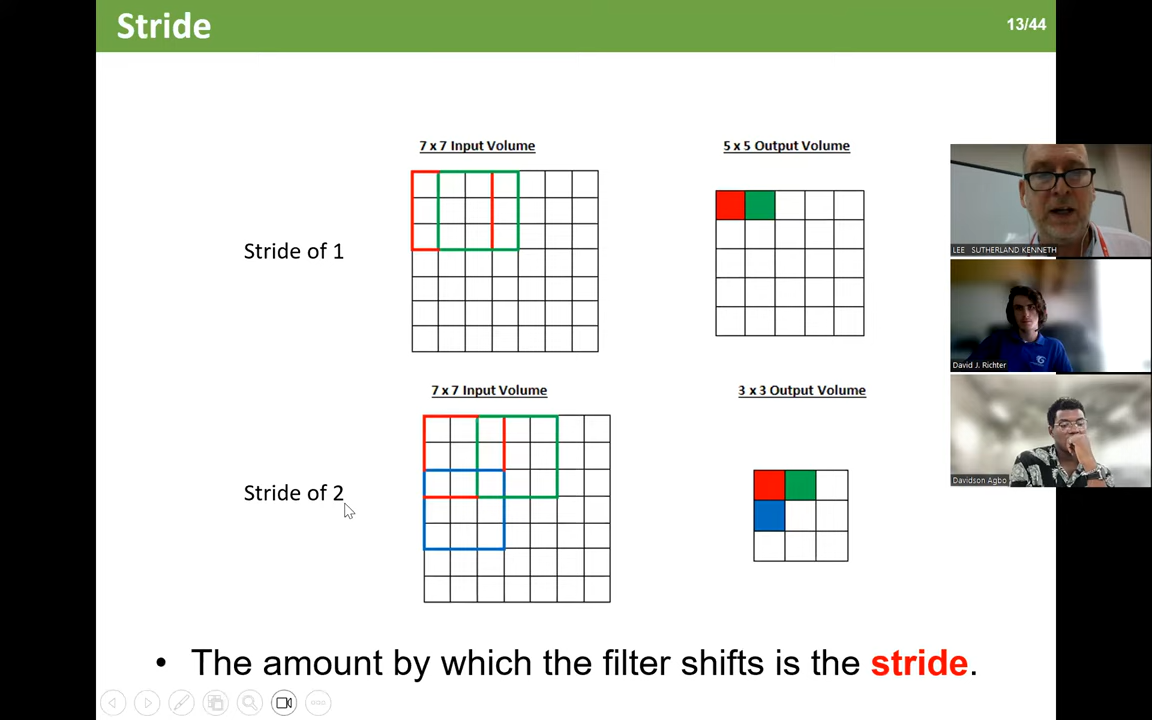 Stride
13/44
7 x 7 Input Volume
5 x 5 Output Volume
Stride of 1
7 x 7 Input Volume
3 x 3 Output Volume
Stride of 2
• The amount by which the filter shifts is the stride.
LEE SUTHERLAND KENNETH
David J. Richter
Davidson Agbo